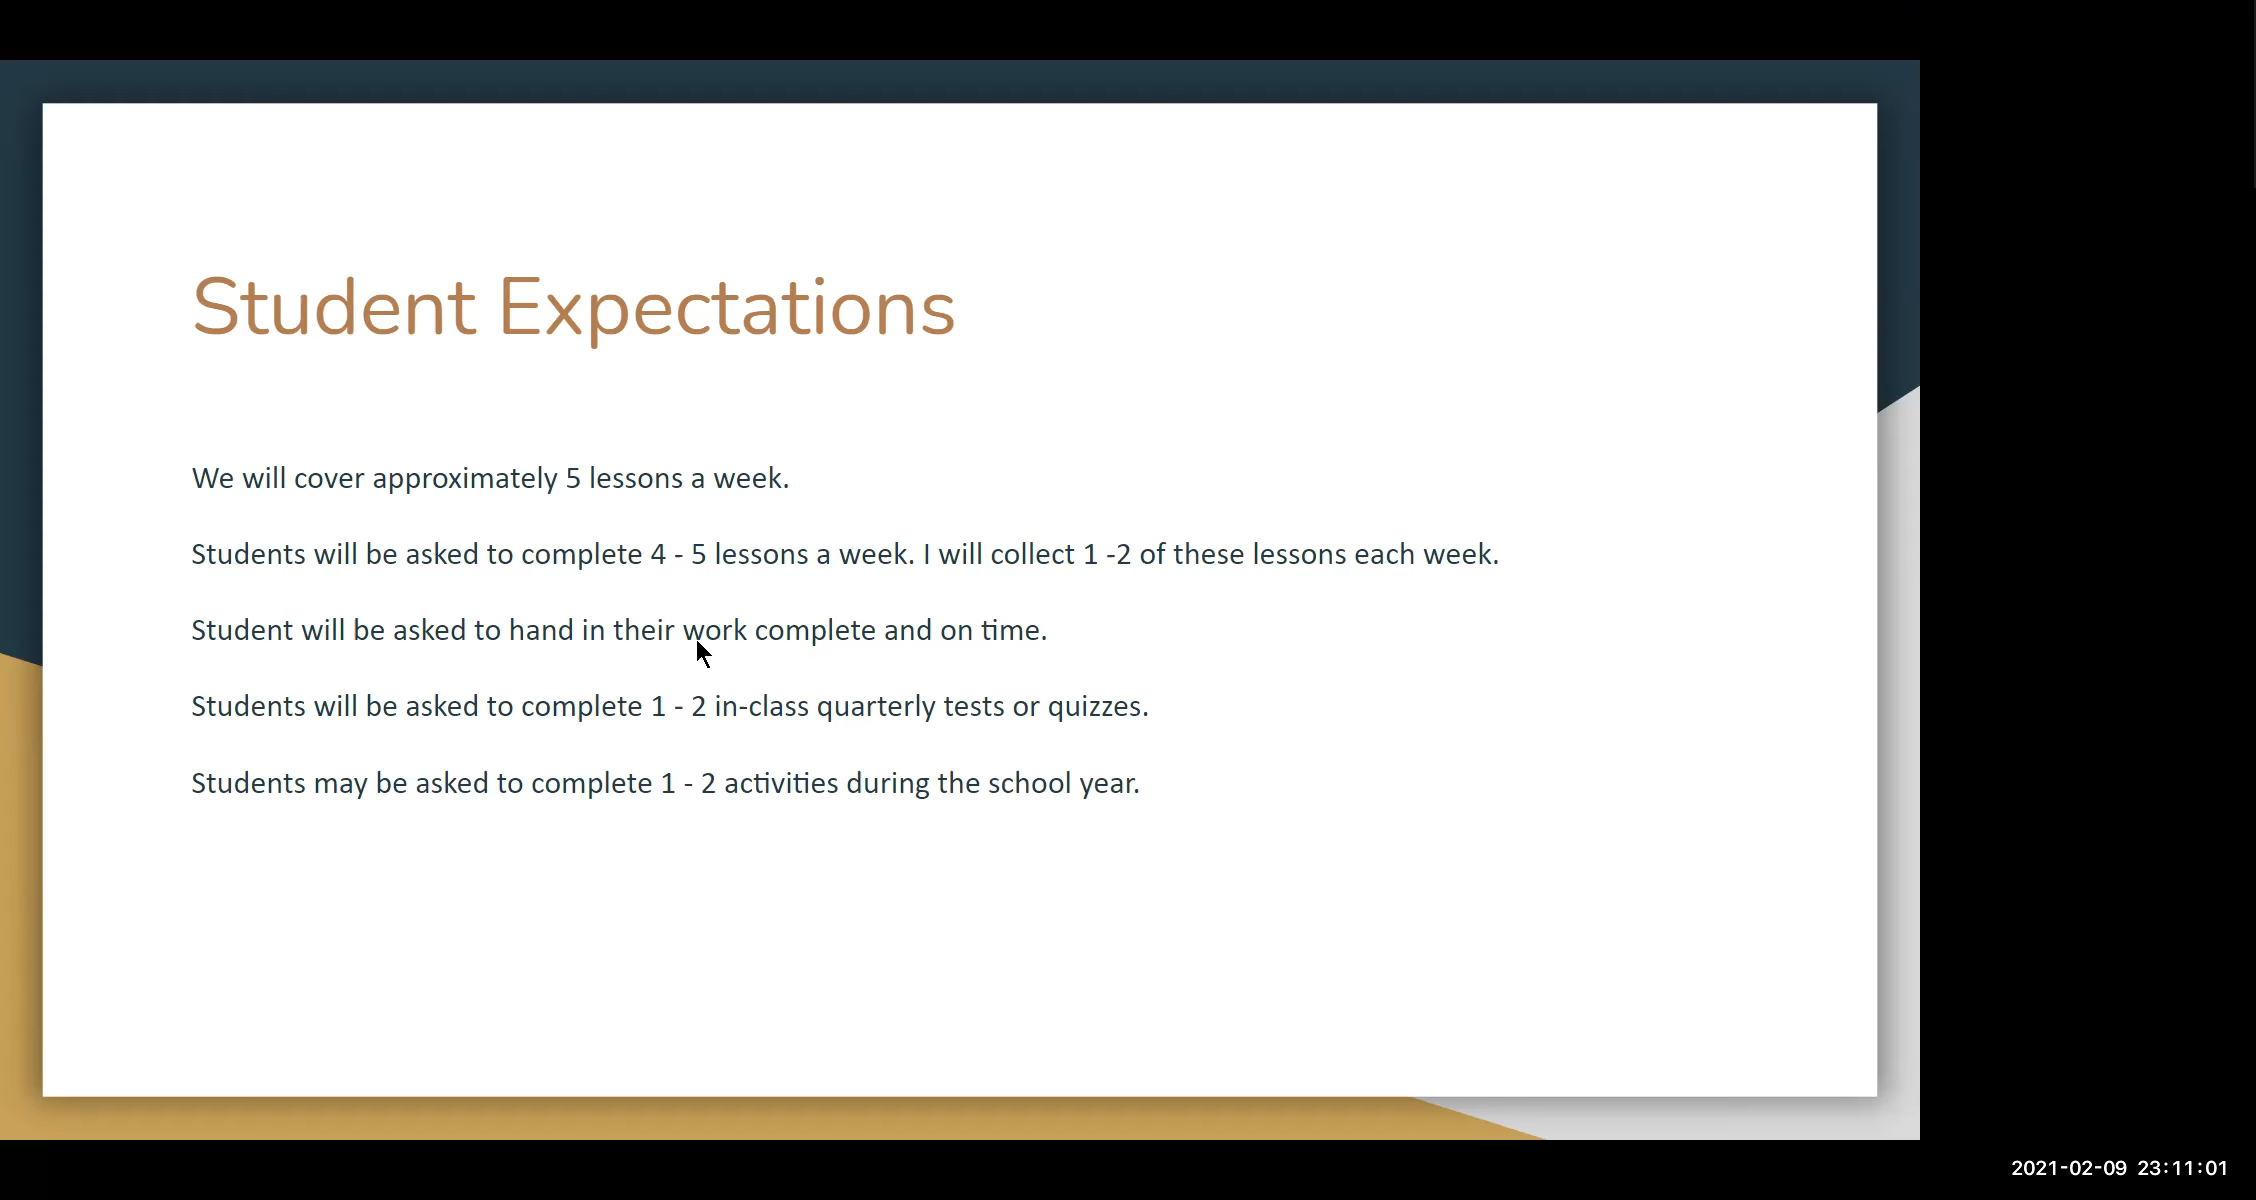 Student Expectations
We will cover approximately 5 lessons a week.
Students will be asked to complete 4 - 5 lessons a week. I will collect 1 -2 of these lessons each week.
Student will be asked to hand in their work complete and on time.
Students will be asked to complete 1 - 2 in-class quarterly tests or quizzes.
Students may be asked to complete 1 - 2 activities during the school year.
2021-02-09 23:11:01